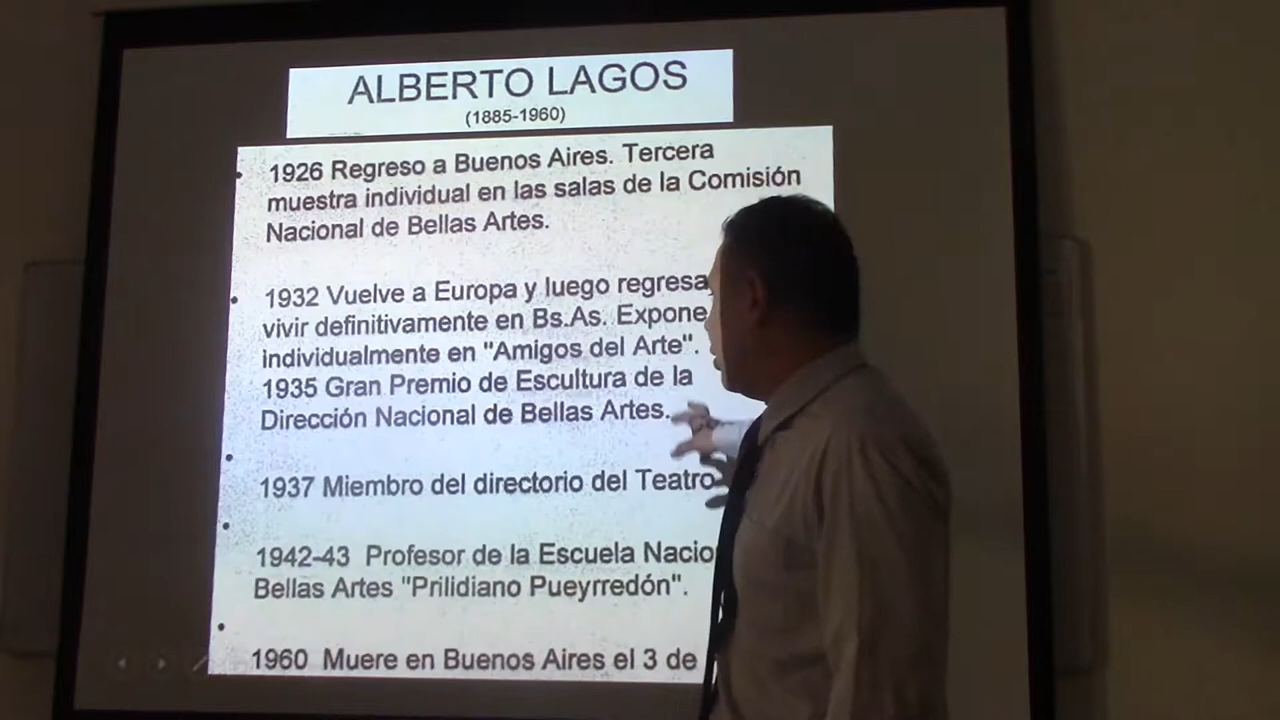 ALBERTO LAGOS
(1885-1960)
1926 Regreso a Buenos Aires. Tercera
muestra individual en las salas de la Comisión
Nacional de Bellas Artes.
1932 Vuelve a Europa y luego regresa
vivir definitivamente en Bs.As. Expone
individualmente en "Amigos del Arte".
1935 Gran Premio de Escultura de la
Dirección Nacional de Bellas Artes.
1937 Miembro del directorio del Teatro
1942-43 Profesor de la Escuela Nacio
Bellas Artes "Prilidiano Pueyrredón".
1960 Muere en Buenos Aires el 3 de